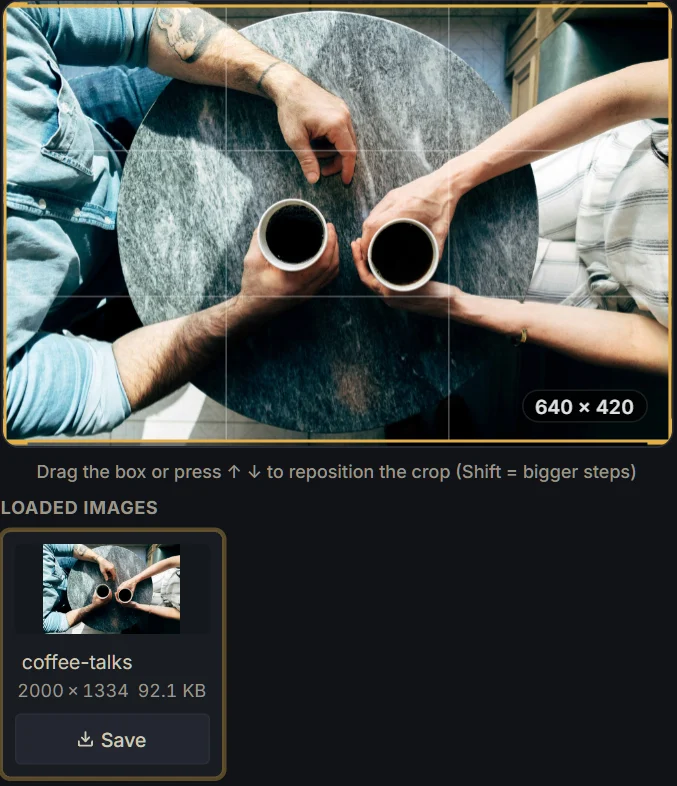 640 × 420
Drag the box or press ↑ ↓ to reposition the crop (Shift = bigger steps)
LOADED IMAGES
coffee-talks
2000 × 1334 92.1 KB
Save